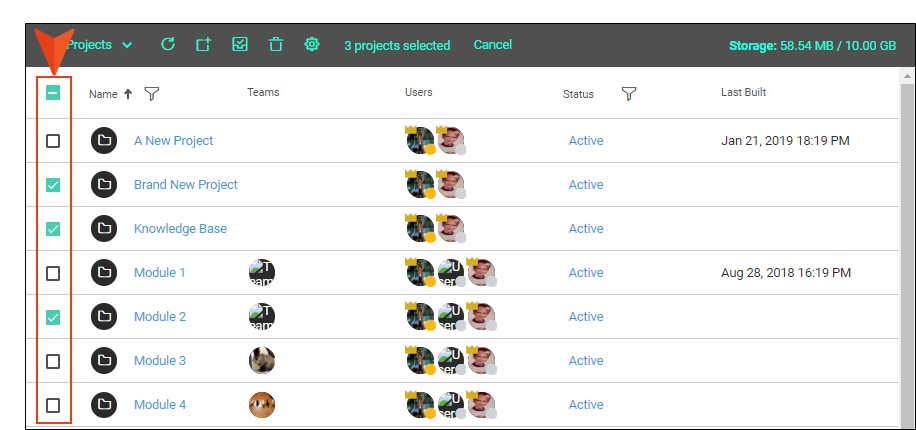 Projects 3 projects selected Cancel Storage: 58.54 MB / 10.00 GB
Name Teams Users Status Last Built
A New Project Active Jan 21, 2019 18:19 PM
Brand New Project Active
Knowledge Base Active
Module 1 Active Aug 28, 2018 16:19 PM
Module 2 Active
Module 3 Active
Module 4 Active